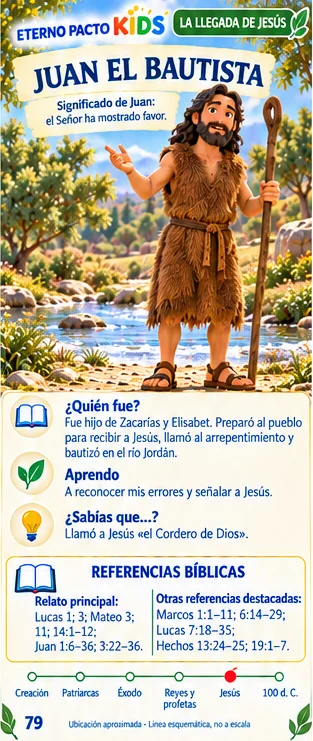 ETERNO PACTO KIDS
LA LLEGADA DE JESÚS
JUAN EL BAUTISTA
Significado de Juan:
el Señor ha mostrado favor.
¿Quién fue?
Fue hijo de Zacarías y Elisabet. Preparó al pueblo
para recibir a Jesús, llamó al arrepentimiento y
bautizó en el río Jordán.
Aprendo
A reconocer mis errores y señalar a Jesús.
¿Sabías que...?
Llamó a Jesús «el Cordero de Dios».
REFERENCIAS BÍBLICAS
Relato principal:
Lucas 1; 3; Mateo 3;
11; 14:1–12;
Juan 1:6–36; 3:22–36.
Otras referencias destacadas:
Marcos 1:1–11; 6:14–29;
Lucas 7:18–35;
Hechos 13:24–25; 19:1–7.
Creación
Patriarcas
Éxodo
Reyes y
profetas
Jesús
100 d. C.
79
Ubicación aproximada - Línea esquemática, no a escala